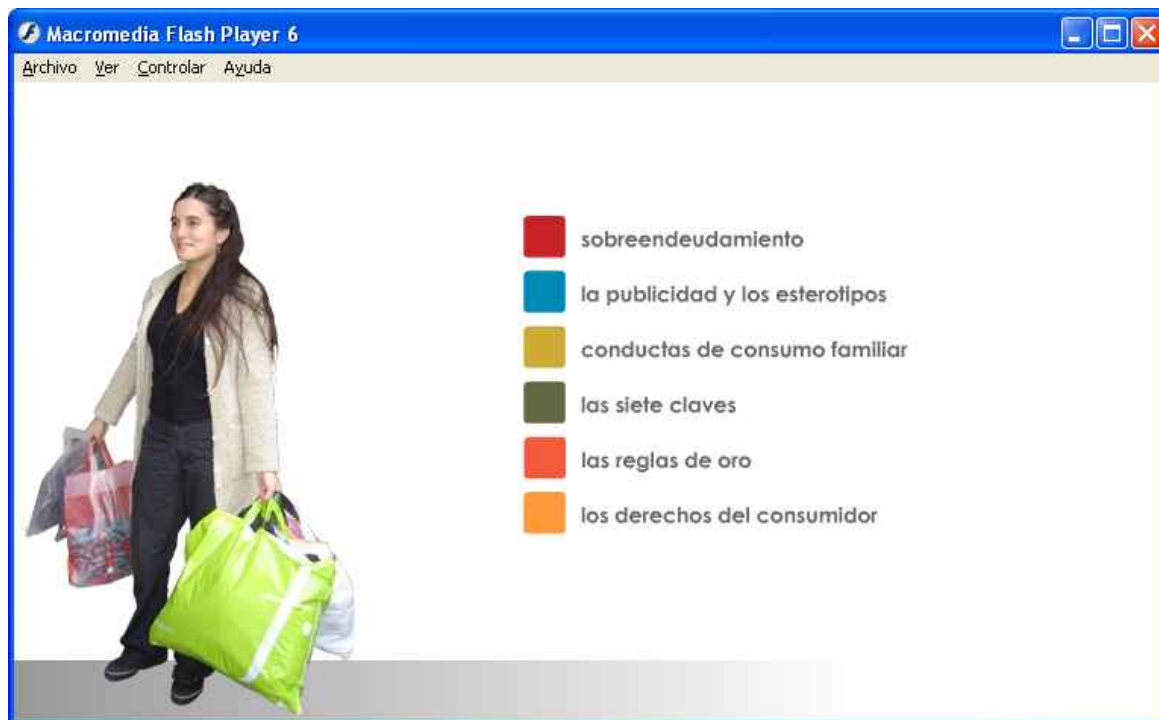 Macromedia Flash Player 6
Archivo Ver Controlar Ayuda
sobreendeudamiento
la publicidad y los esterotipos
conductas de consumo familiar
las siete claves
las reglas de oro
los derechos del consumidor